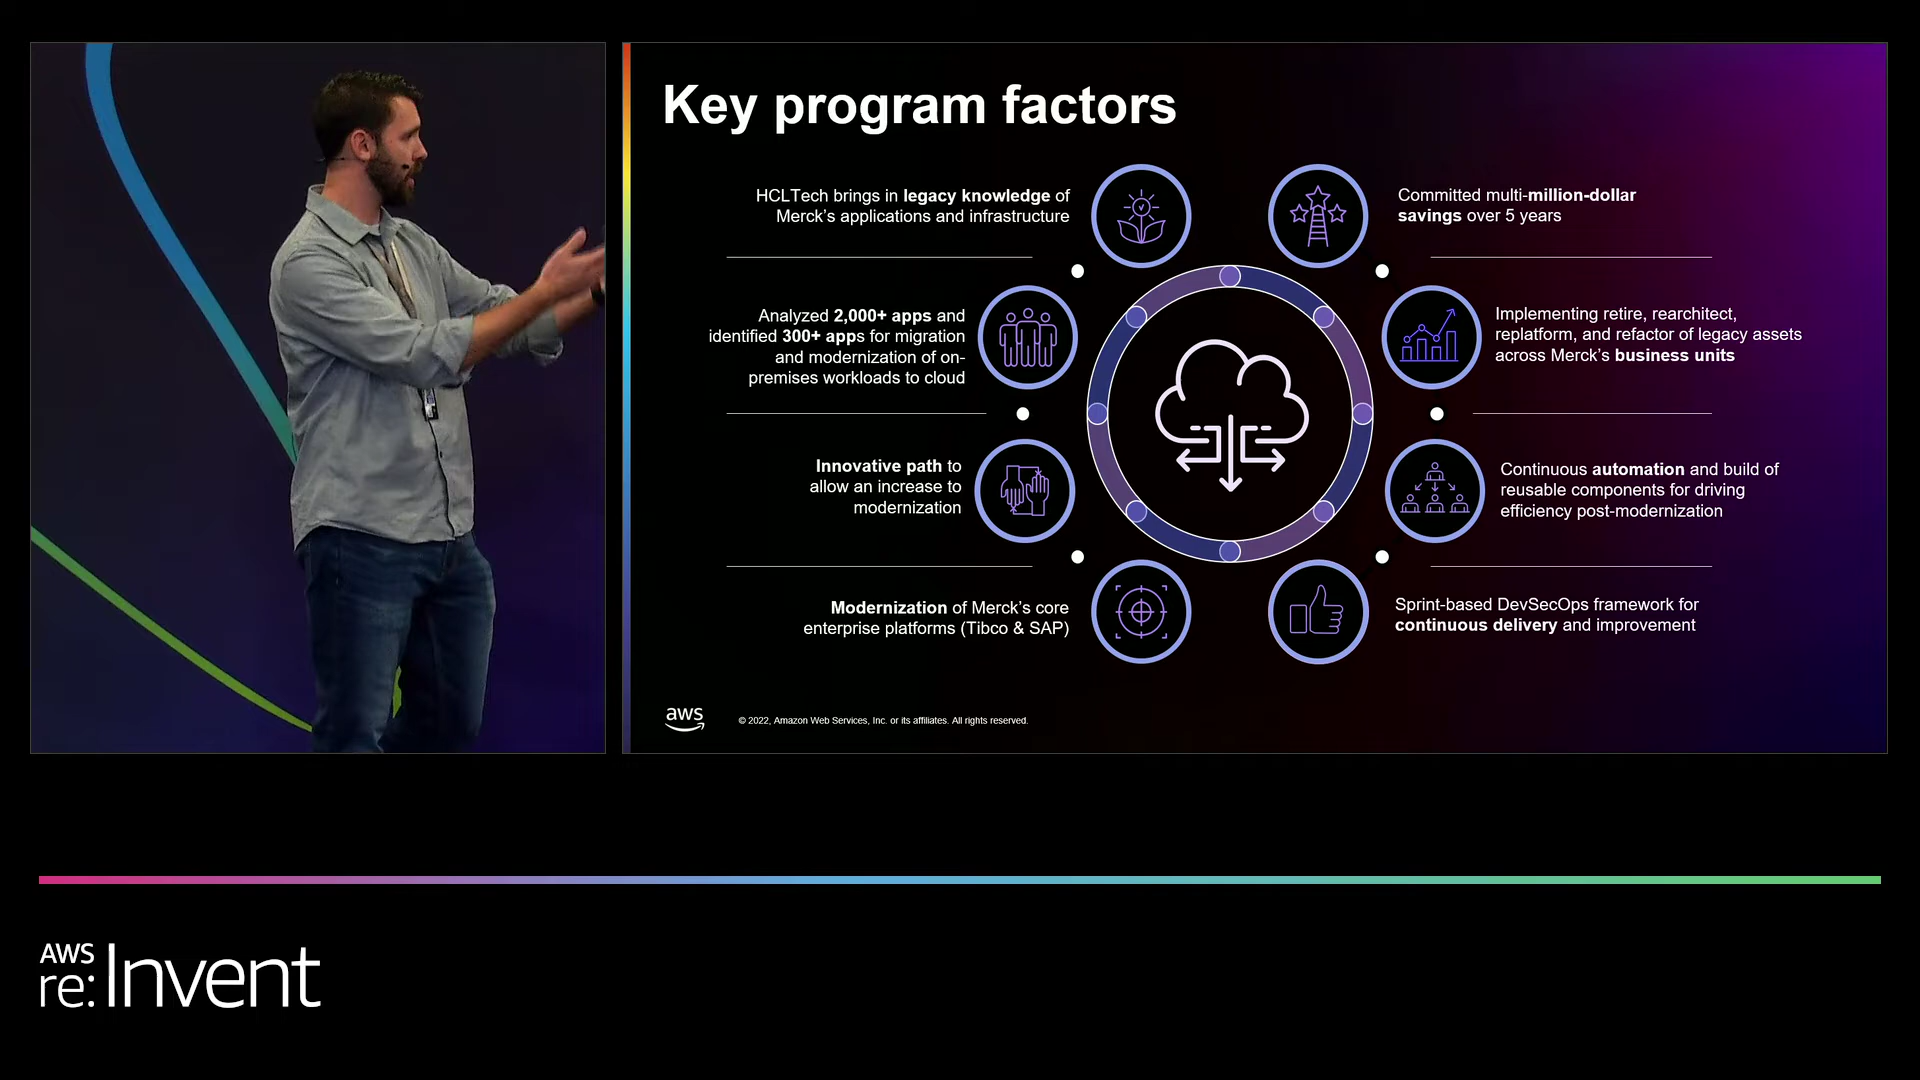 Key program factors
HCLTech brings in legacy knowledge of
Merck's applications and infrastructure
Analyzed 2,000+ apps and
identified 300+ apps for migration
and modernization of on-
premises workloads to cloud
Innovative path to
allow an increase to
modernization
Modernization of Merck's core
enterprise platforms (Tibco & SAP)
Committed multi-million-dollar
savings over 5 years
Implementing retire, rearchitect,
replatform, and refactor of legacy assets
across Merck's business units
Continuous automation and build of
reusable components for driving
efficiency post-modernization
Sprint-based DevSecOps framework for
continuous delivery and improvement
aws
© 2022, Amazon Web Services, Inc. or its affiliates. All rights reserved.
AWS
re:Invent